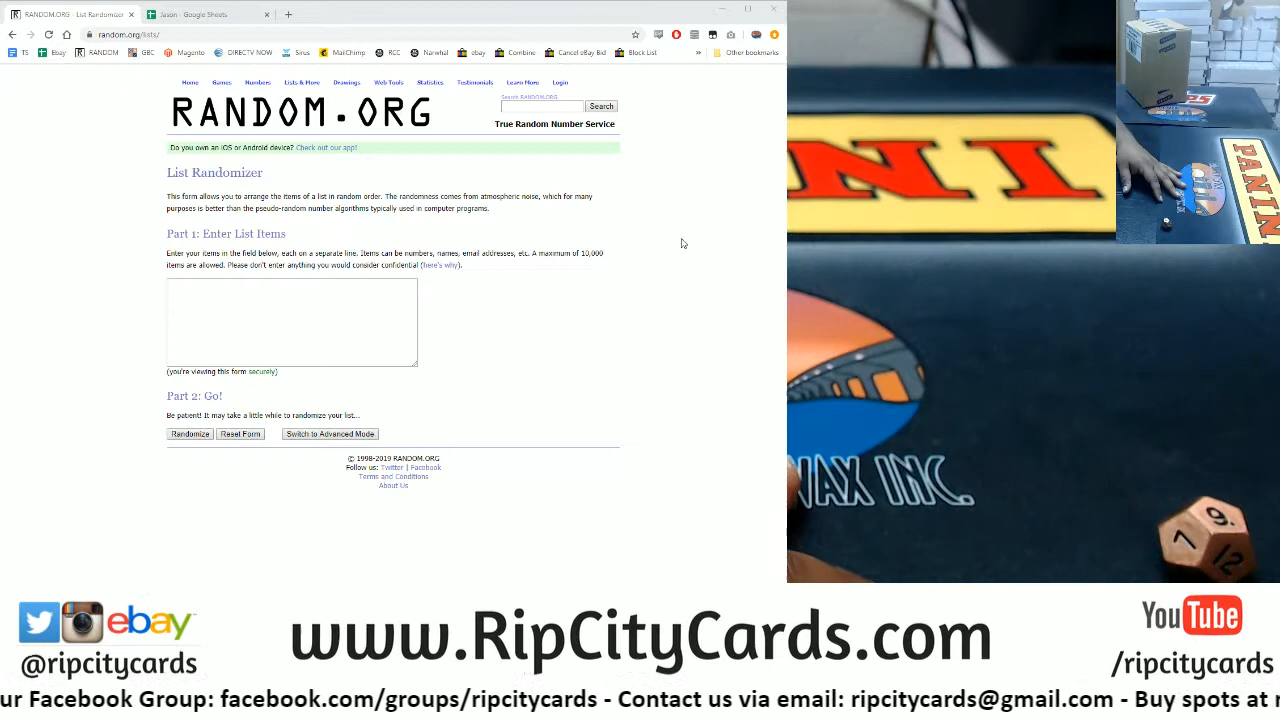 RANDOM.ORG - List Randomizer
Jason - Google Sheets
random.org/lists/
TS
Ebay
RANDOM
GBC
Magento
DIRECTV NOW
Sirus
MailChimp
RCC
Narwhal
ebay
Combine
Cancel eBay Bid
Block List
Other bookmarks
Home Games Numbers Lists & More Drawings Web Tools Statistics Testimonials Learn More Login
RANDOM.ORG
Search RANDOM.ORG
Search
True Random Number Service
Do you own an iOS or Android device? Check out our app!
List Randomizer
This form allows you to arrange the items of a list in random order. The randomness comes from atmospheric noise, which for many
purposes is better than the pseudo-random number algorithms typically used in computer programs.
Part 1: Enter List Items
Enter your items in the field below, each on a separate line. Items can be numbers, names, email addresses, etc. A maximum of 10,000
items are allowed. Please don't enter anything you would consider confidential (here's why).
(you're viewing this form securely)
Part 2: Go!
Be patient! It may take a little while to randomize your list...
Randomize
Reset Form
Switch to Advanced Mode
© 1998-2019 RANDOM.ORG
Follow us: Twitter | Facebook
Terms and Conditions
About Us
NI
PANIN
WAX INC.
9.
7
12
ebay
@ripcitycards
www.RipCityCards.com
YouTube
/ripcitycards
ur Facebook Group: facebook.com/groups/ripcitycards - Contact us via email: ripcitycards@gmail.com - Buy spots at